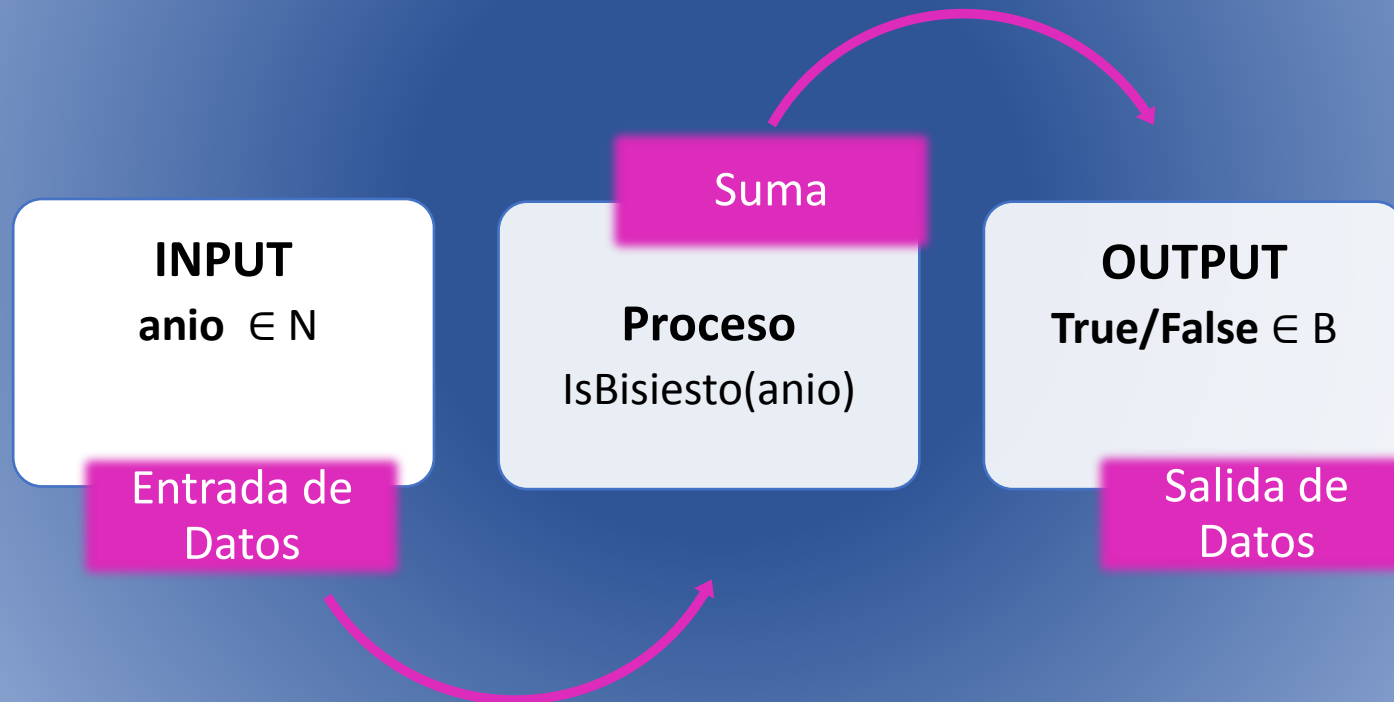 INPUT
anio ∈ N
Entrada de
Datos
Suma
Proceso
IsBisiesto(anio)
OUTPUT
True/False ∈ B
Salida de
Datos